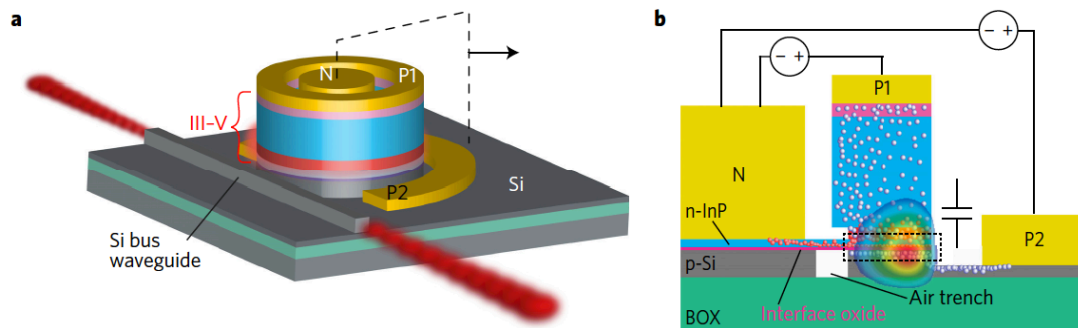 a
N
P1
III–V
P2
Si
Si bus
waveguide
b
− +
− +
P1
N
n-InP
P2
p-Si
Air trench
Interface oxide
BOX